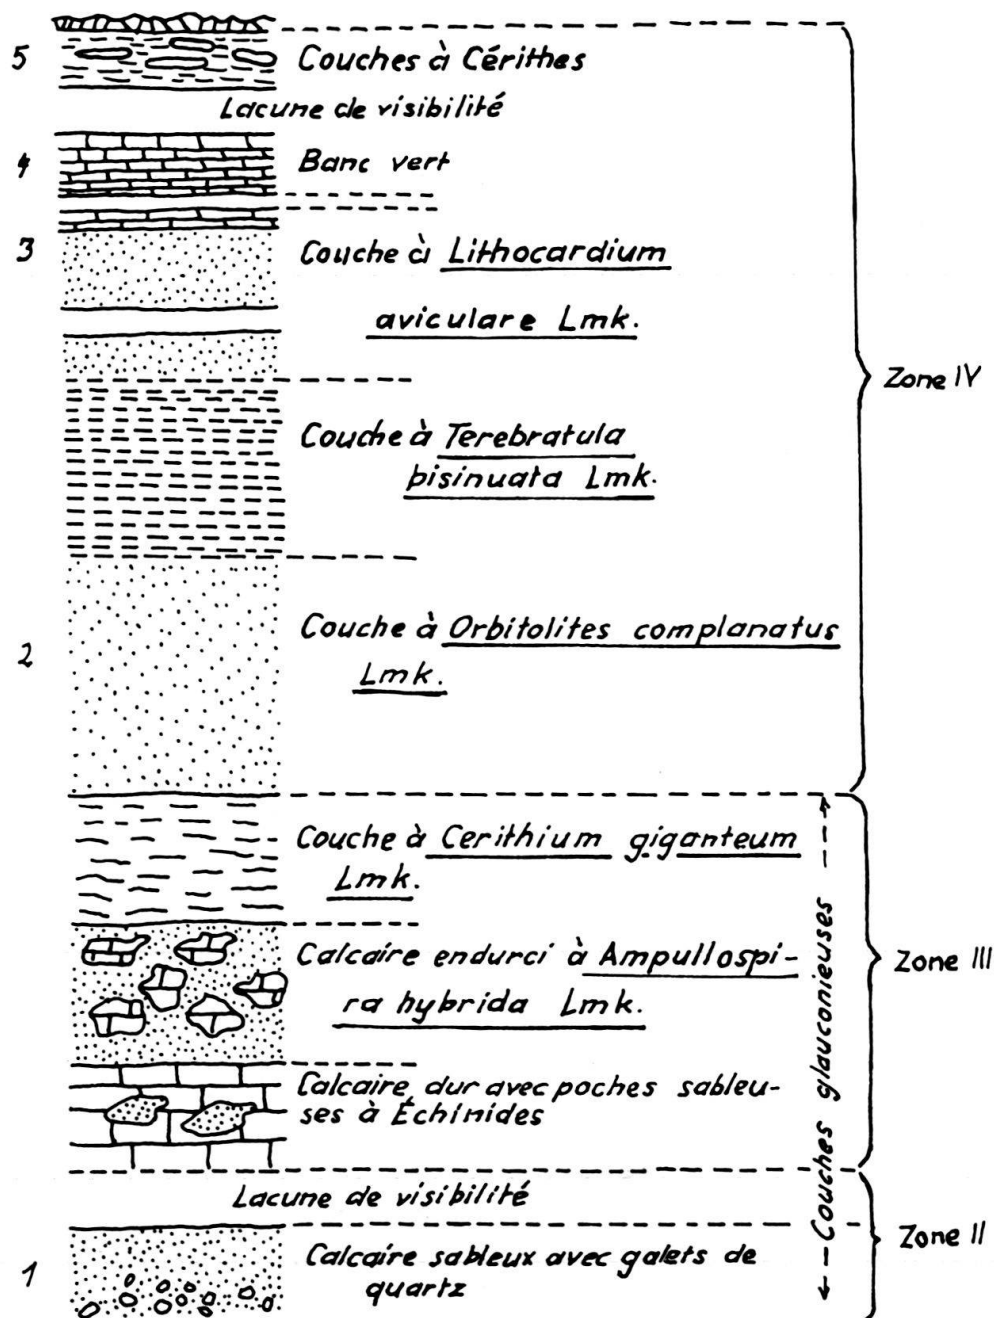 5 Couches à Cérithes
Lacune de visibilité
4 Banc vert
3 Couche à Lithocardium
aviculare Lmk.
Zone IV
Couche à Terebratula
bisinuata Lmk.
2 Couche à Orbitolites complanatus
Lmk.
Couche à Cerithium giganteum
Lmk.
Calcaire endurci à Ampullospi-
ra hybrida Lmk.
Zone III
Calcaire dur avec poches sableu-
ses à Échinides
Couches glauconieuses
Lacune de visibilité
Zone II
1 Calcaire sableux avec galets de
quartz